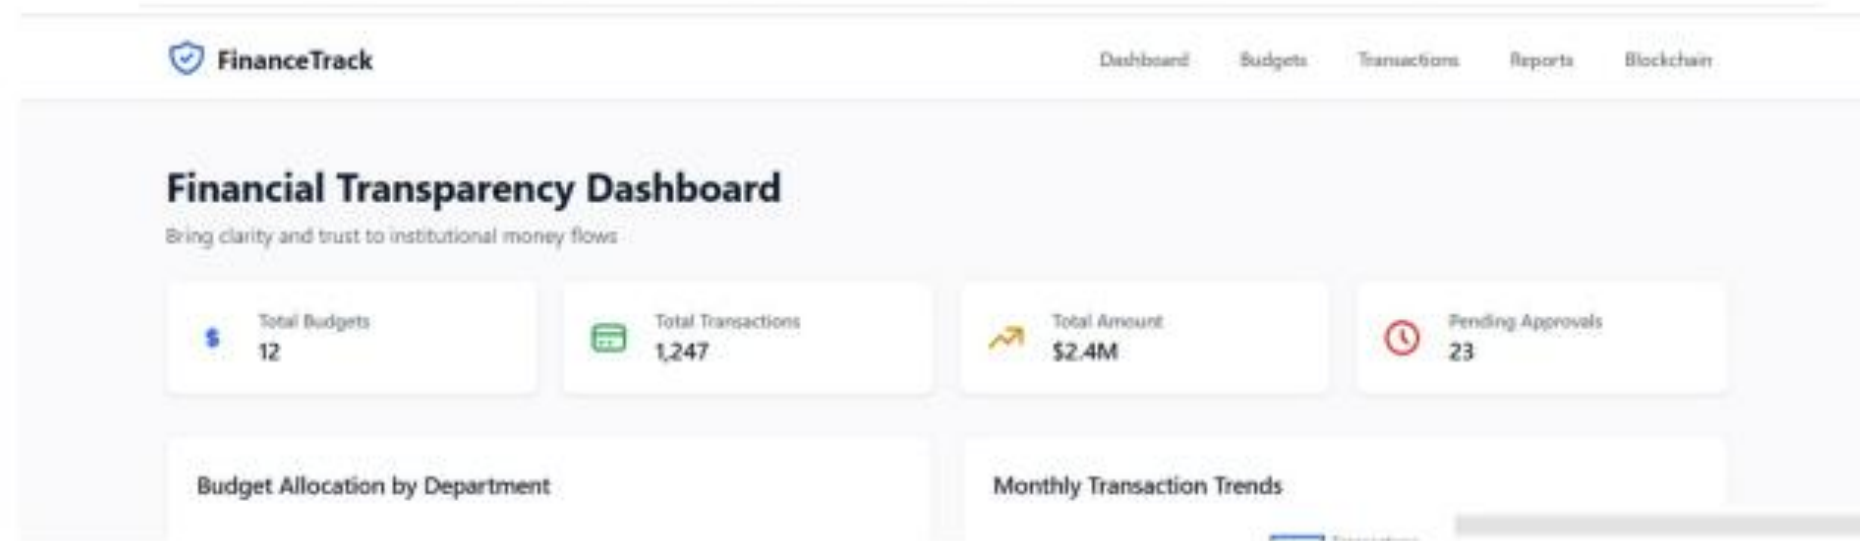 FinanceTrack
Dashboard Budgets Transactions Reports Blockchain
Financial Transparency Dashboard
Bring clarity and trust to institutional money flows
Total Budgets
12
Total Transactions
1,247
Total Amount
$2.4M
Pending Approvals
23
Budget Allocation by Department
Monthly Transaction Trends